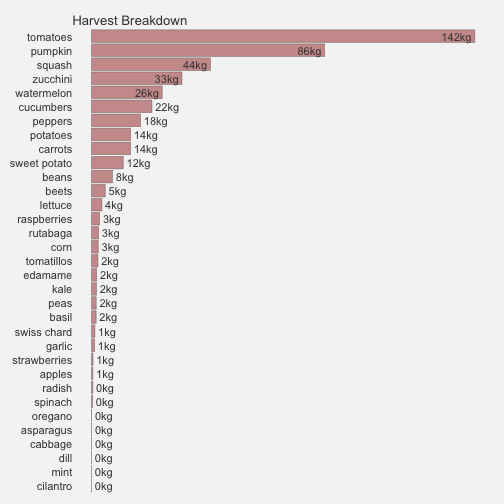 Harvest Breakdown
tomatoes 142kg
pumpkin 86kg
squash 44kg
zucchini 33kg
watermelon 26kg
cucumbers 22kg
peppers 18kg
potatoes 14kg
carrots 14kg
sweet potato 12kg
beans 8kg
beets 5kg
lettuce 4kg
raspberries 3kg
rutabaga 3kg
corn 3kg
tomatillos 2kg
edamame 2kg
kale 2kg
peas 2kg
basil 2kg
swiss chard 1kg
garlic 1kg
strawberries 1kg
apples 1kg
radish 0kg
spinach 0kg
oregano 0kg
asparagus 0kg
cabbage 0kg
dill 0kg
mint 0kg
cilantro 0kg